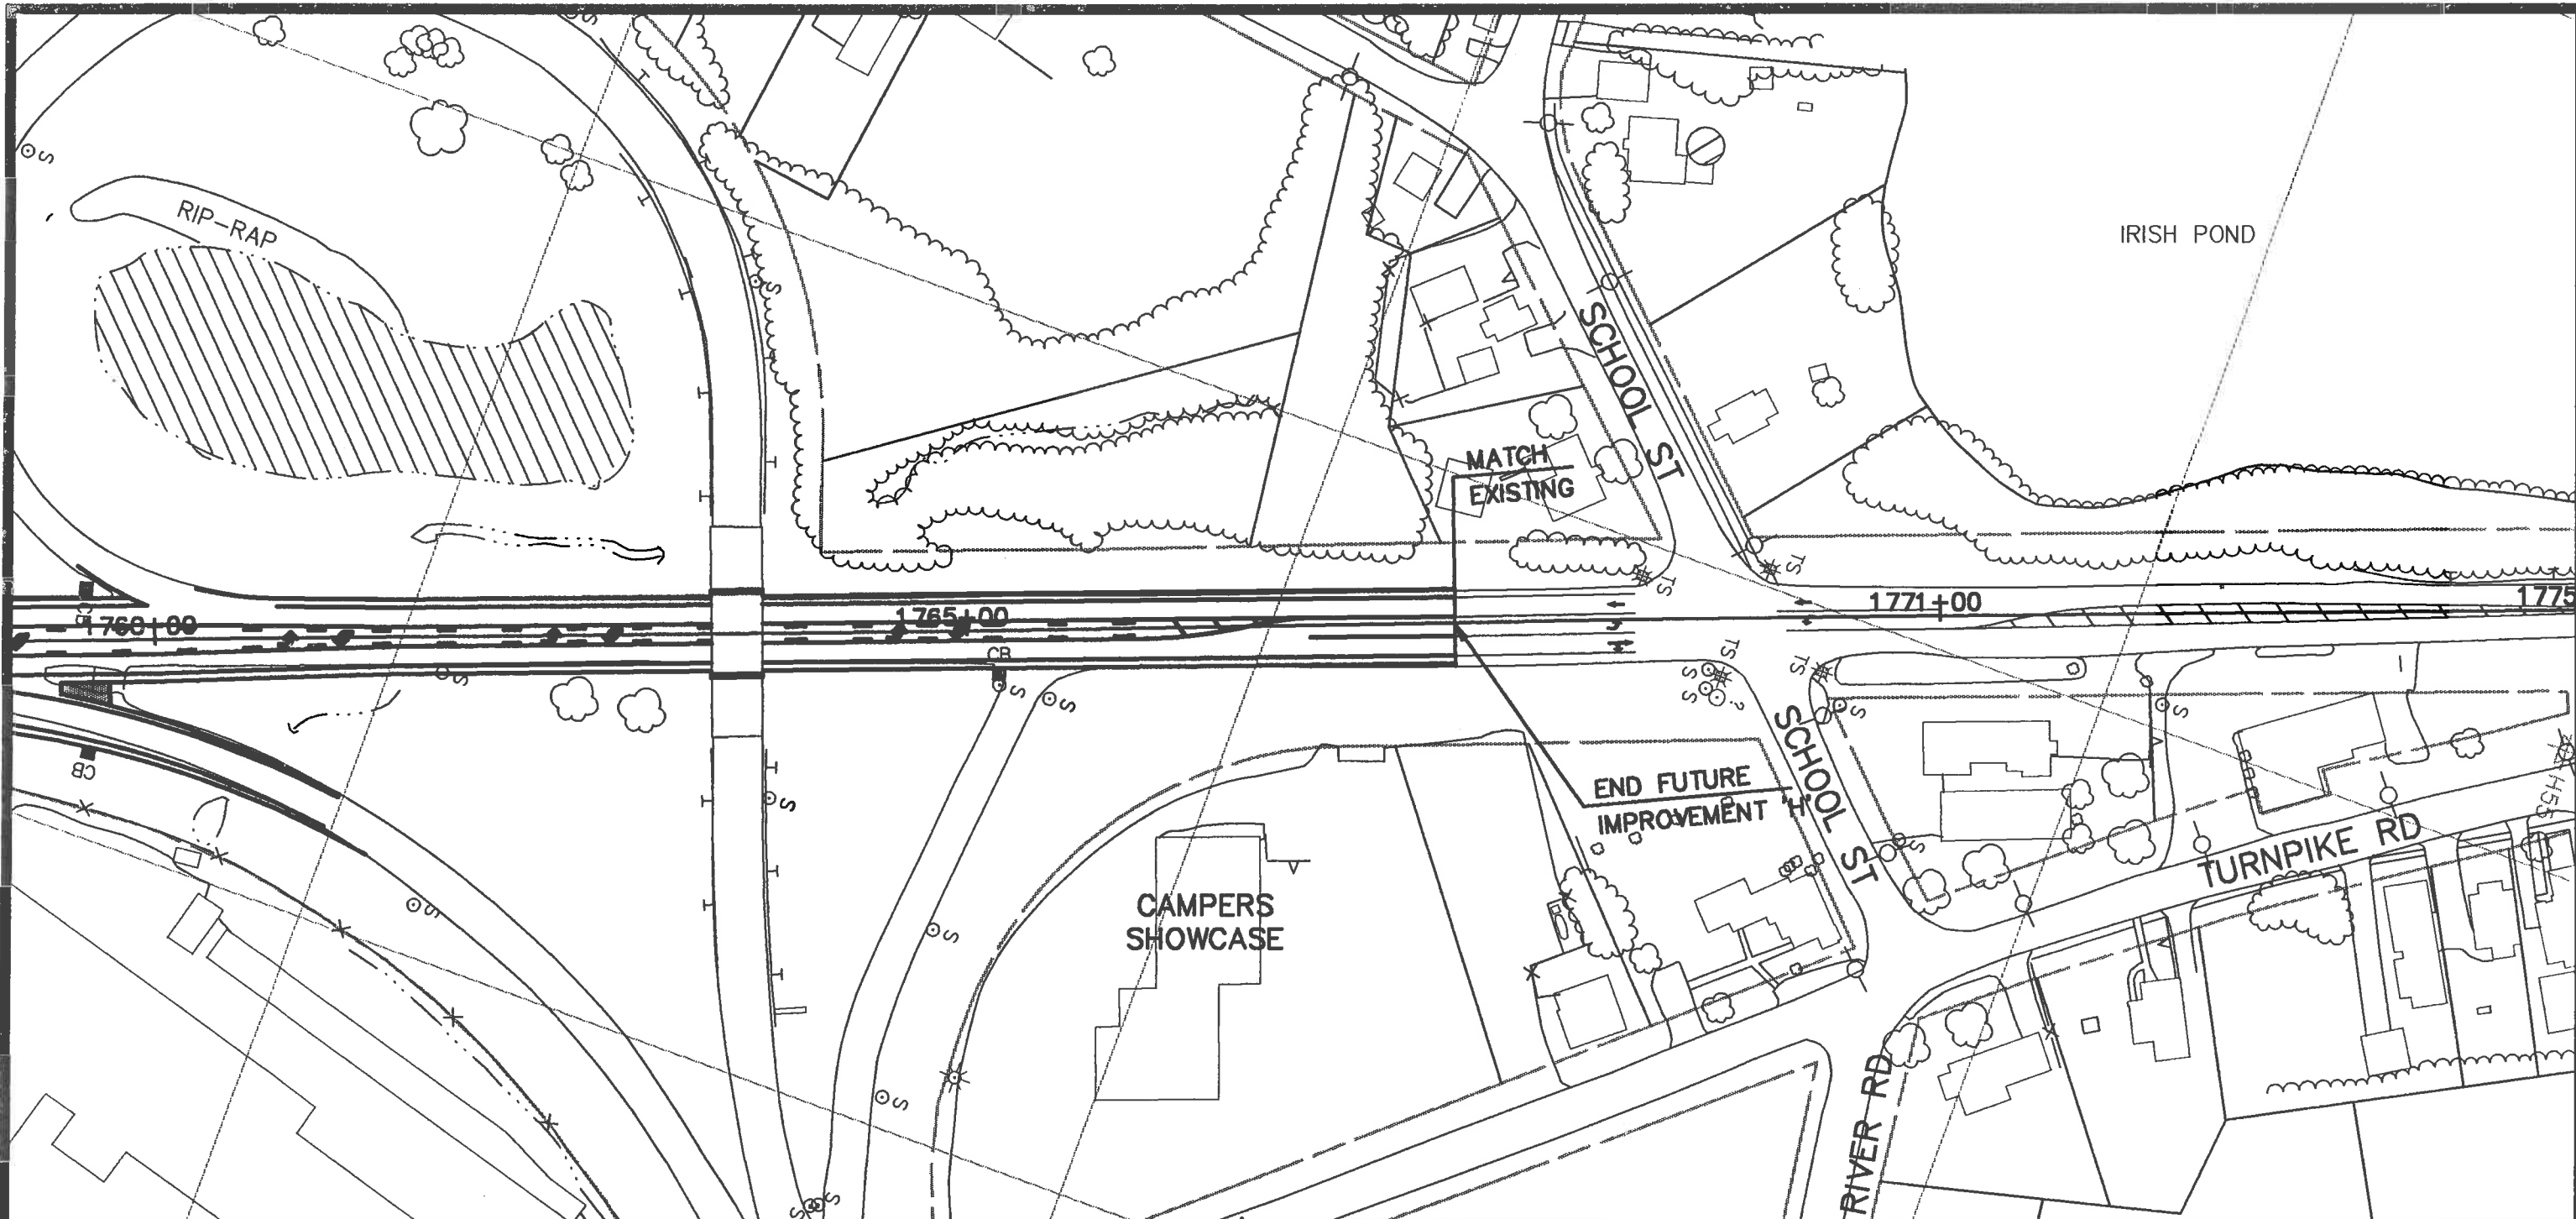 S
S
RIP-RAP
IRISH POND
S
SCHOOL ST
MATCH
EXISTING
TS
TS
1760+00
1765+00
1771+00
1775
CB
S
S
S
TS
S
S
TS
S
S
CB
S
SCHOOL ST
END FUTURE
IMPROVEMENT 'H'
S
TURNPIKE RD
CAMPERS
SHOWCASE
S
S
S
RIVER RD
S
S